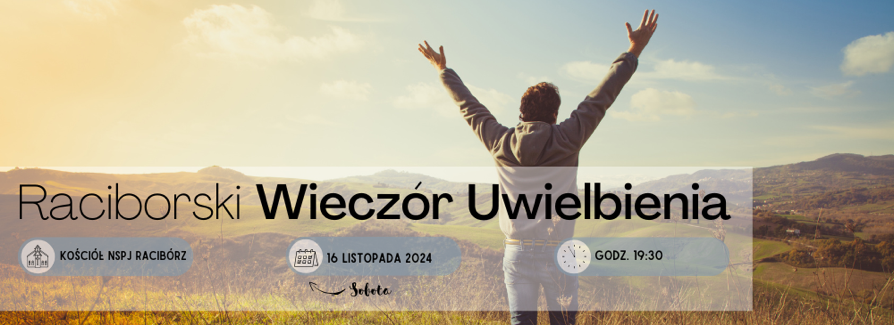 Raciborski Wieczór Uwielbienia
KOŚCIÓŁ NSPJ RACIBÓRZ
16 LISTOPADA 2024
GODZ. 19:30
Sobota